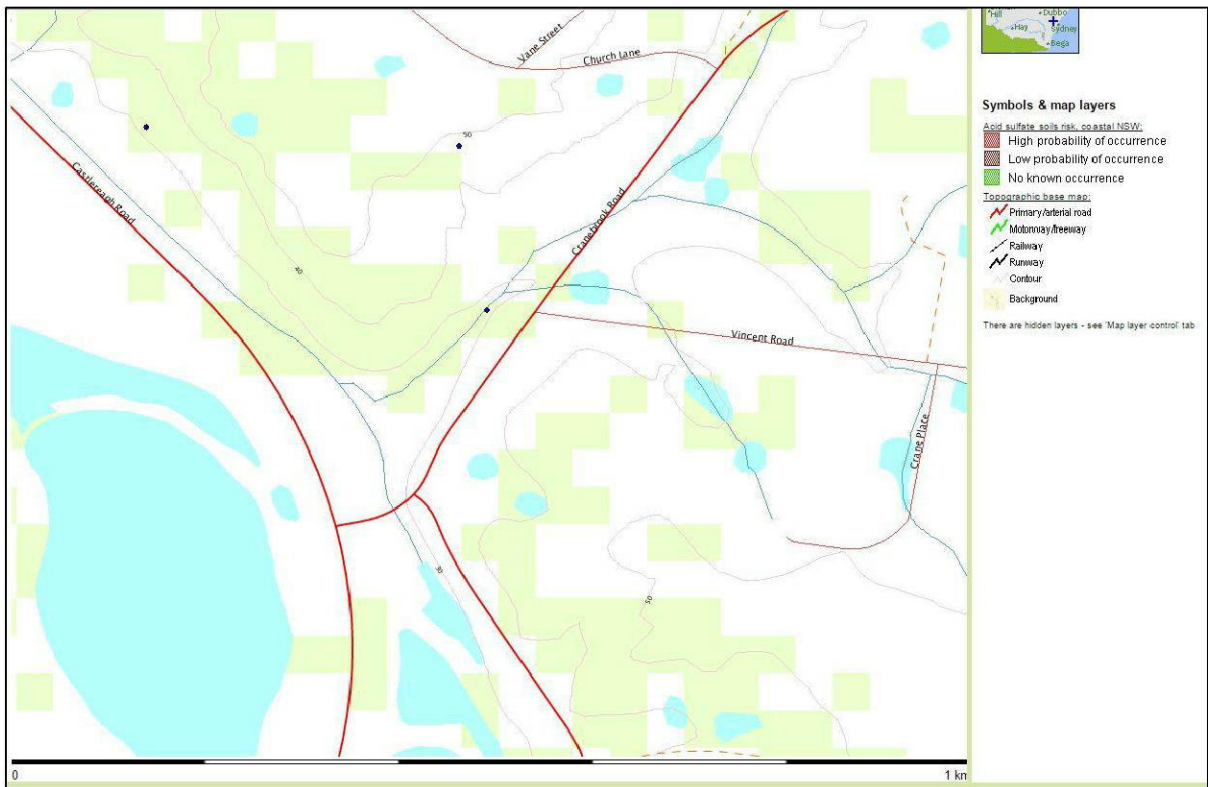 Hill
Dubbo
Hay
Sydney
Bega
Vane Street
Church Lane
50
Castlereagh Road
Cranebrook Road
40
Vincent Road
Crane Place
30
50
0
1 km
Symbols & map layers
Acid sulfate soils risk, coastal NSW:
High probability of occurrence
Low probability of occurrence
No known occurrence
Topographic base map:
Primary/arterial road
Motorway/freeway
Railway
Runway
Contour
Background
There are hidden layers - see 'Map layer control' tab